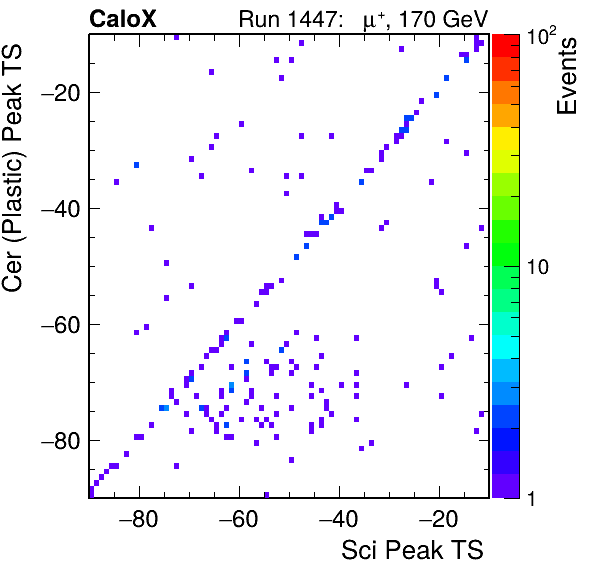 CaloX Run 1447: μ⁺, 170 GeV
Cer (Plastic) Peak TS
−20
−40
−60
−80
−80 −60 −40 −20
Sci Peak TS
10²
10
1
Events